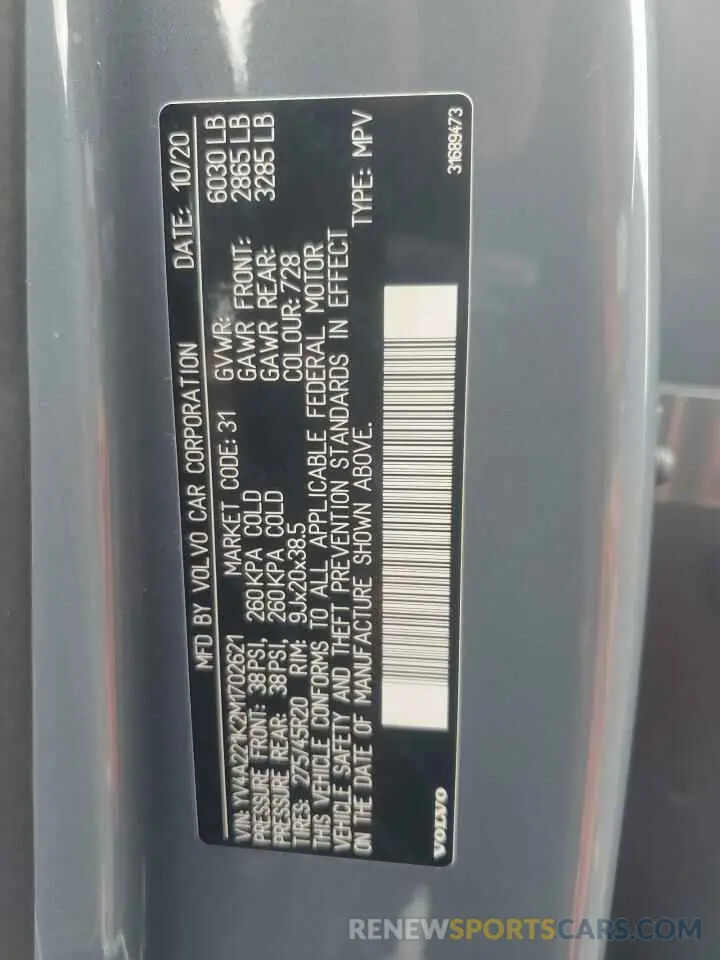 MFD BY VOLVO CAR CORPORATION DATE: 10/20
VIN: YV4A221K2M1702621 MARKET CODE: 31 GVWR: 6030 LB
PRESSURE FRONT: 38PSI, 260KPA COLD GAWR FRONT: 2865 LB
PRESSURE REAR: 38PSI, 260KPA COLD GAWR REAR: 3285 LB
TIRES: 275/45R20 RIM: 9Jx20x38.5 COLOUR: 728
THIS VEHICLE CONFORMS TO ALL APPLICABLE FEDERAL MOTOR
VEHICLE SAFETY AND THEFT PREVENTION STANDARDS IN EFFECT
ON THE DATE OF MANUFACTURE SHOWN ABOVE. TYPE: MPV
VOLVO 31689473
RENEWSPORTSCARS.COM